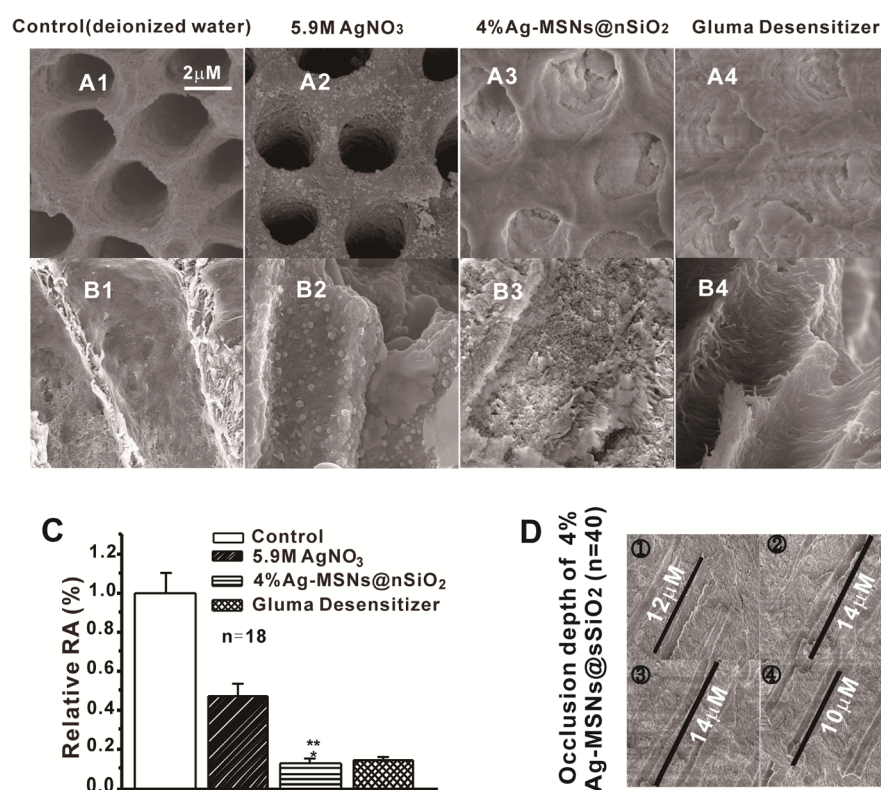 Control(deionized water) 5.9M AgNO3 4%Ag-MSNs@nSiO2 Gluma Desensitizer
A1 2μM A2 A3 A4
B1 B2 B3 B4
C
Control
5.9M AgNO3
4%Ag-MSNs@nSiO2
Gluma Desensitizer
n=18
Relative RA (%)
1.2
1.0
0.8
0.6
0.4
0.2
0.0
**
*
D
Occlusion depth of 4%
Ag-MSNs@sSiO2 (n=40)
① 12μM
② 14μM
③ 14μM
④ 10μM